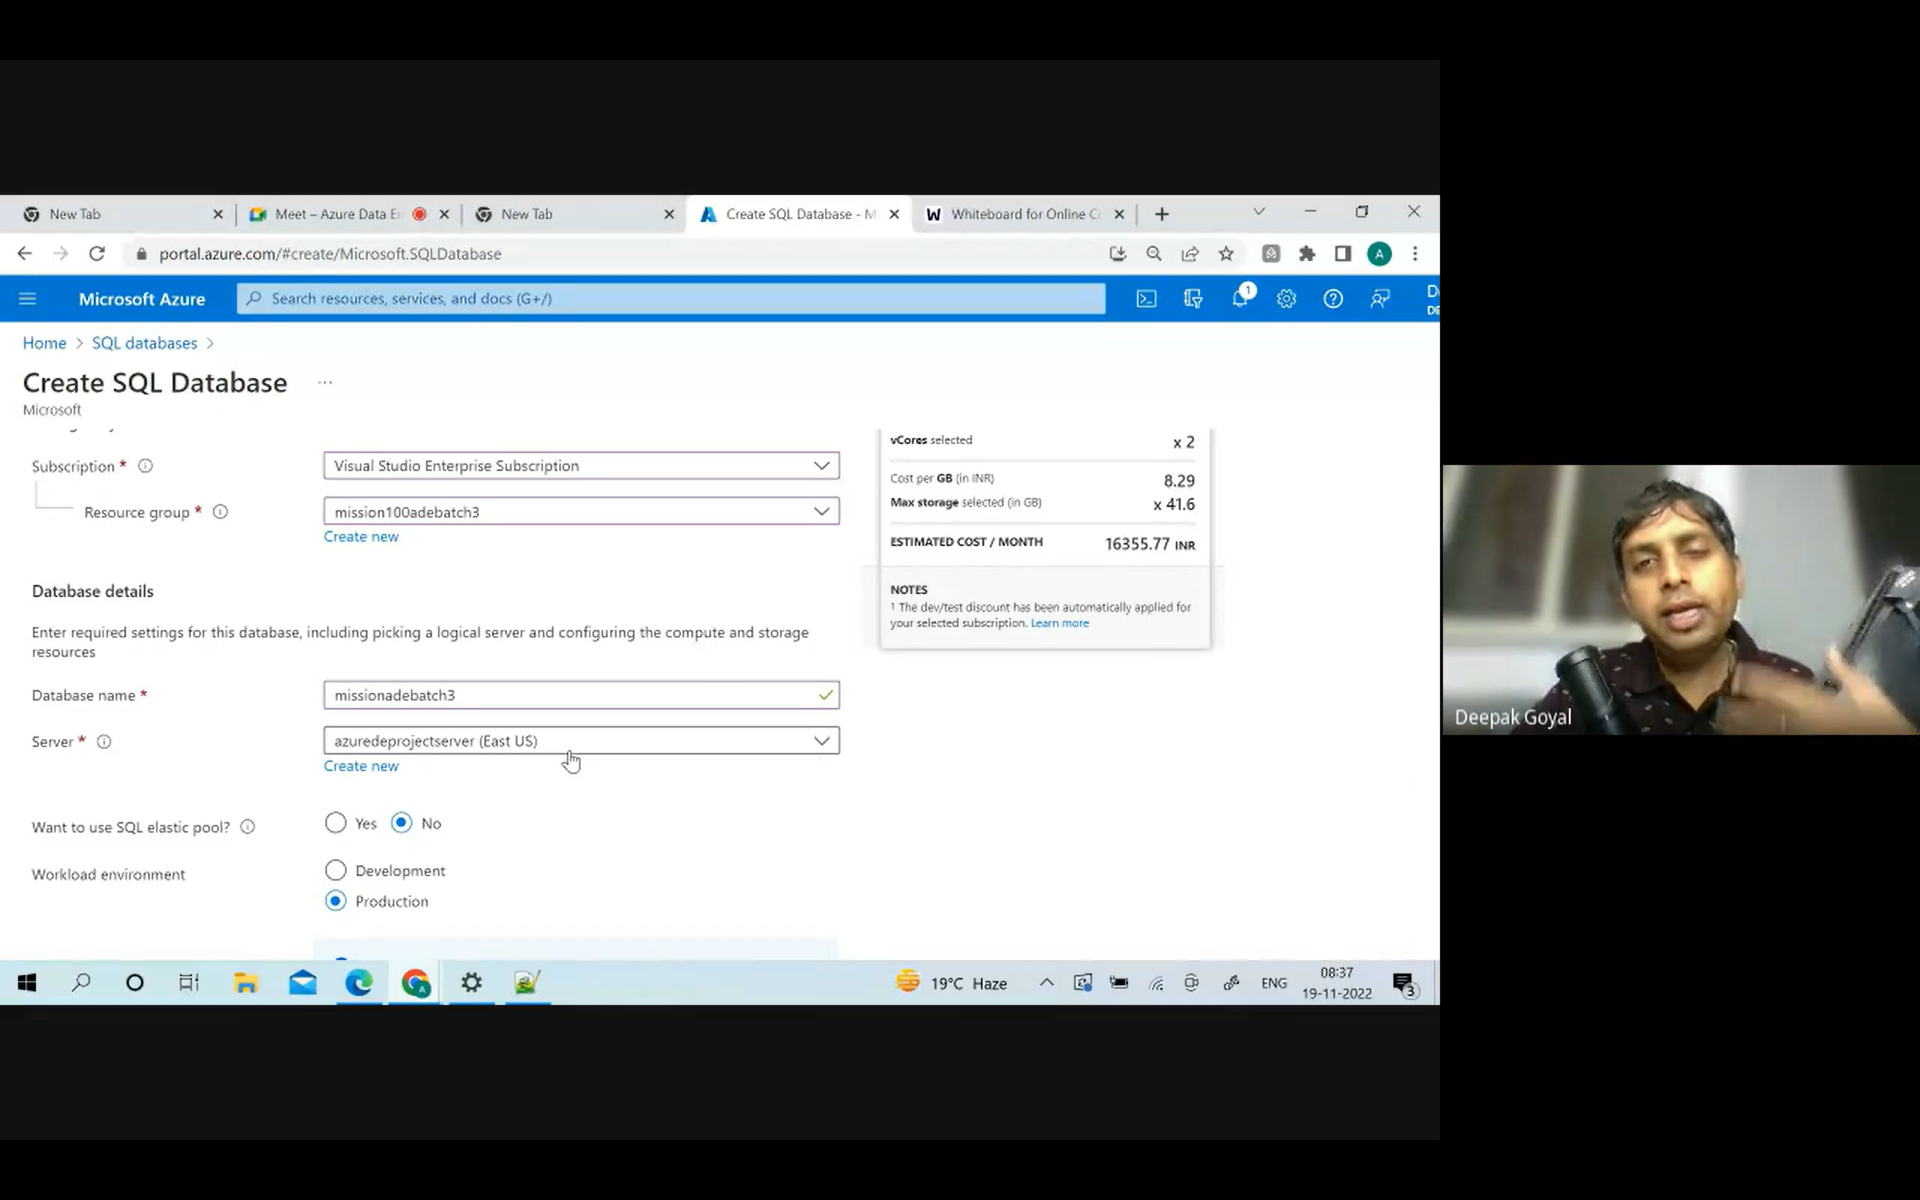 New Tab
Meet – Azure Data E
New Tab
Create SQL Database - M
Whiteboard for Online C
portal.azure.com/#create/Microsoft.SQLDatabase
A
Microsoft Azure
Search resources, services, and docs (G+/)
1
Home > SQL databases >
Create SQL Database ...
Microsoft
Subscription *
Visual Studio Enterprise Subscription
Resource group *
mission100adebatch3
Create new
Database details
Enter required settings for this database, including picking a logical server and configuring the compute and storage
resources
Database name *
missionadebatch3
Server *
azuredeprojectserver (East US)
Create new
Want to use SQL elastic pool?
Yes No
Workload environment
Development
Production
vCores selected x 2
Cost per GB (in INR) 8.29
Max storage selected (in GB) x 41.6
ESTIMATED COST / MONTH 16355.77 INR
NOTES
1 The dev/test discount has been automatically applied for
your selected subscription. Learn more
Deepak Goyal
19°C Haze
ENG
08:37
19-11-2022
3